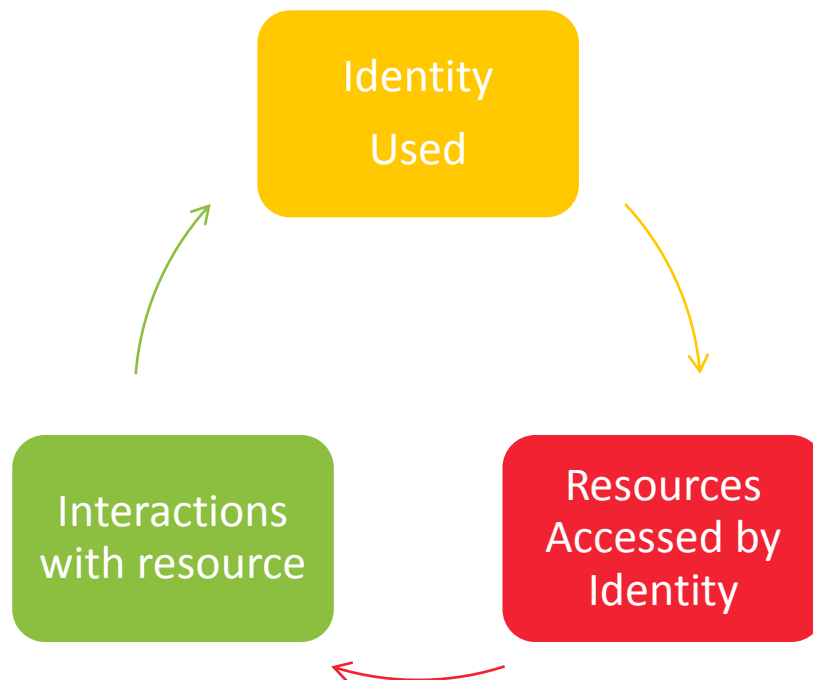 Identity
Used
Interactions
with resource
Resources
Accessed by
Identity